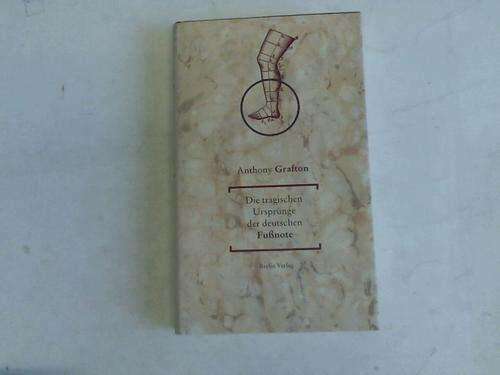 Anthony Grafton
Die tragischen
Ursprünge
der deutschen
Fußnote
Berlin Verlag